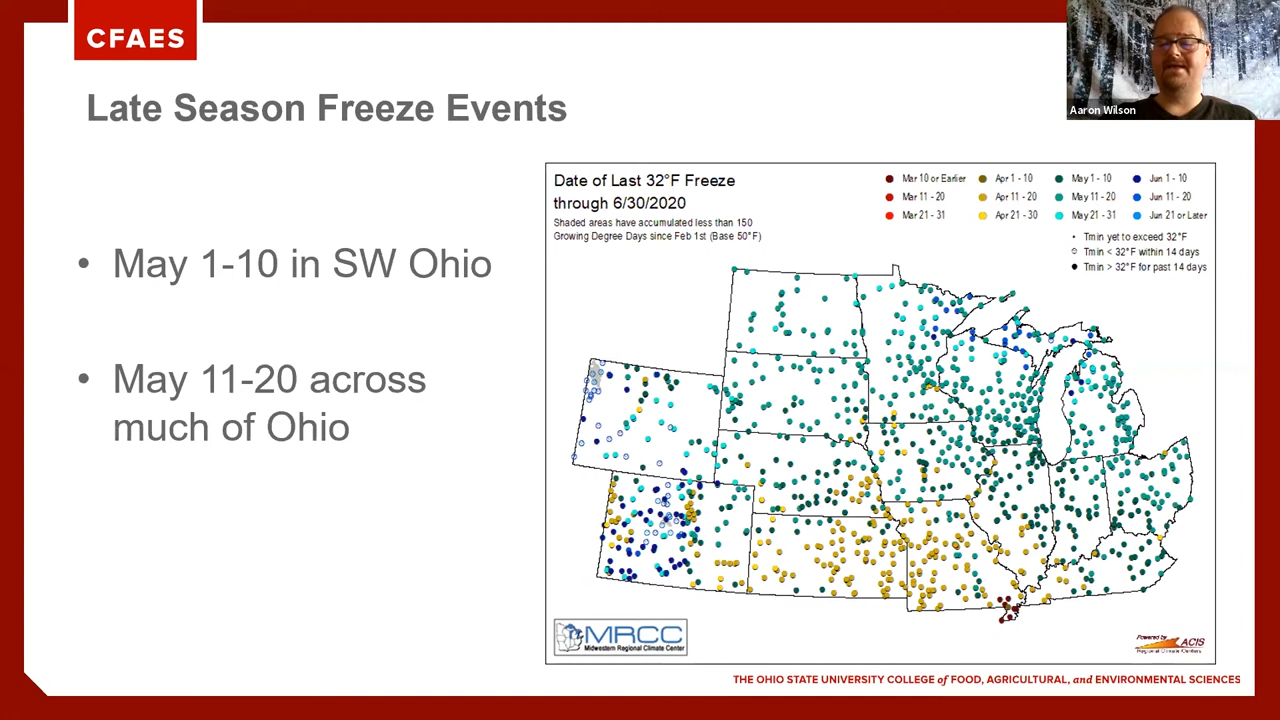 CFAES
Aaron Wilson
Late Season Freeze Events
• May 1-10 in SW Ohio
• May 11-20 across
much of Ohio
Date of Last 32°F Freeze
through 6/30/2020
Shaded areas have accumulated less than 150
Growing Degree Days since Feb 1st (Base 50°F)
Mar 10 or Earlier Apr 1 - 10 May 1 - 10 Jun 1 - 10
Mar 11 - 20 Apr 11 - 20 May 11 - 20 Jun 11 - 20
Mar 21 - 31 Apr 21 - 30 May 21 - 31 Jun 21 or Later
Tmin yet to exceed 32°F
Tmin < 32°F within 14 days
Tmin > 32°F for past 14 days
MRCC
Midwestern Regional Climate Center
Powered by
ACIS
Regional Climate Centers
THE OHIO STATE UNIVERSITY COLLEGE of FOOD, AGRICULTURAL, and ENVIRONMENTAL SCIENCES